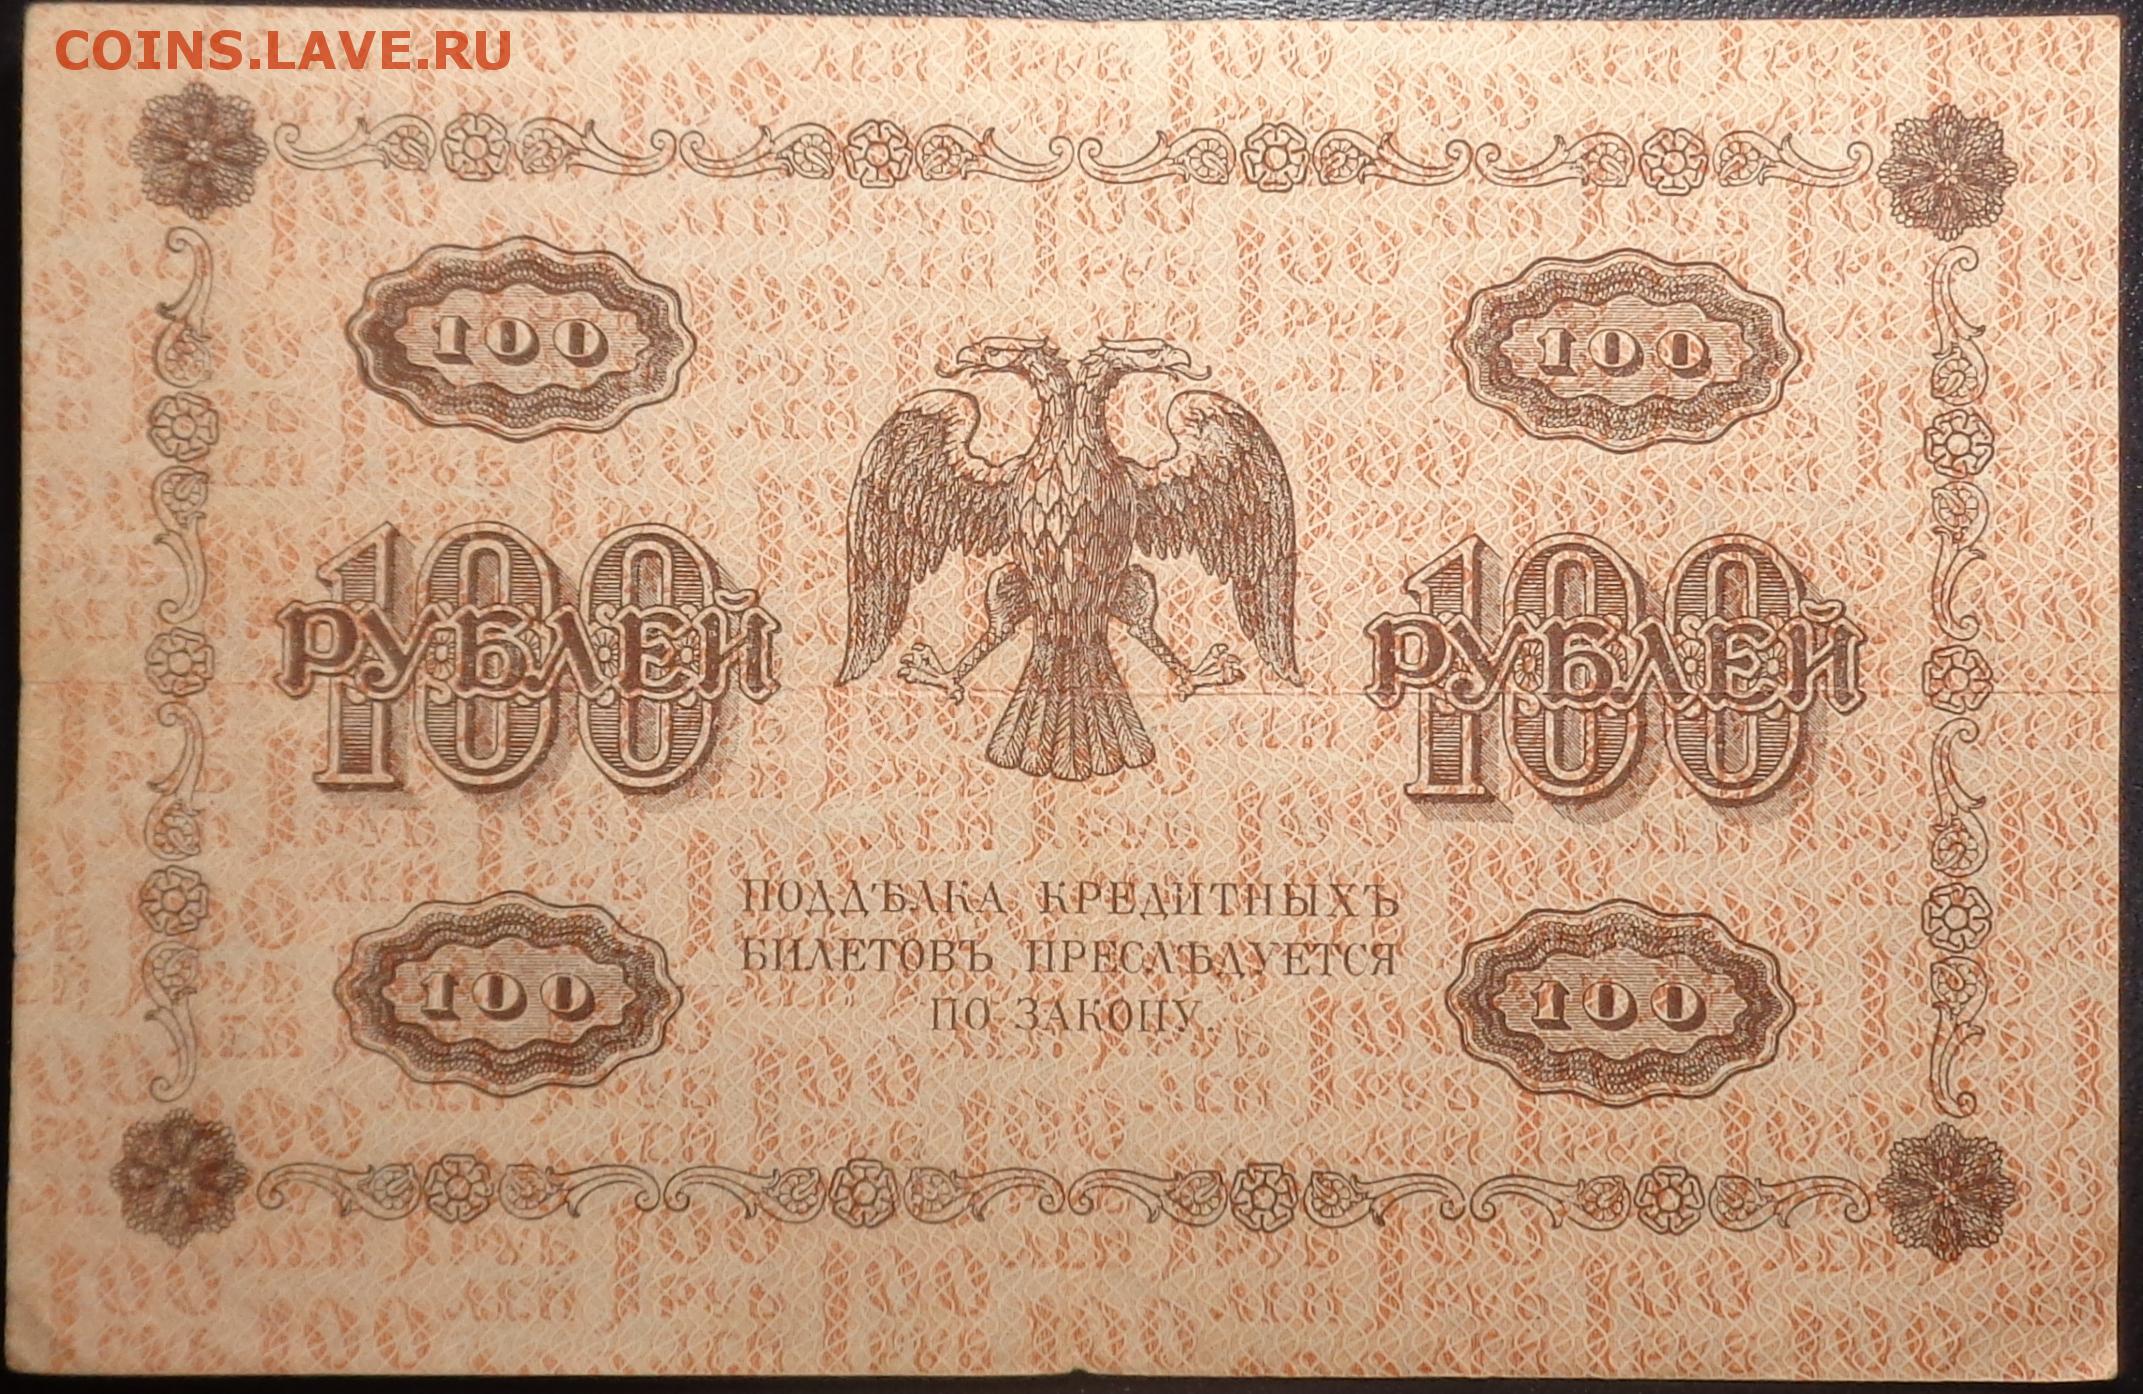 COINS.LAVE.RU
100 100
100 РУБЛЕЙ 100 РУБЛЕЙ
ПОДДѢЛКА КРЕДИТНЫХЪ
БИЛЕТОВЪ ПРЕСЛѢДУЕТСЯ
ПО ЗАКОНУ.
100 100